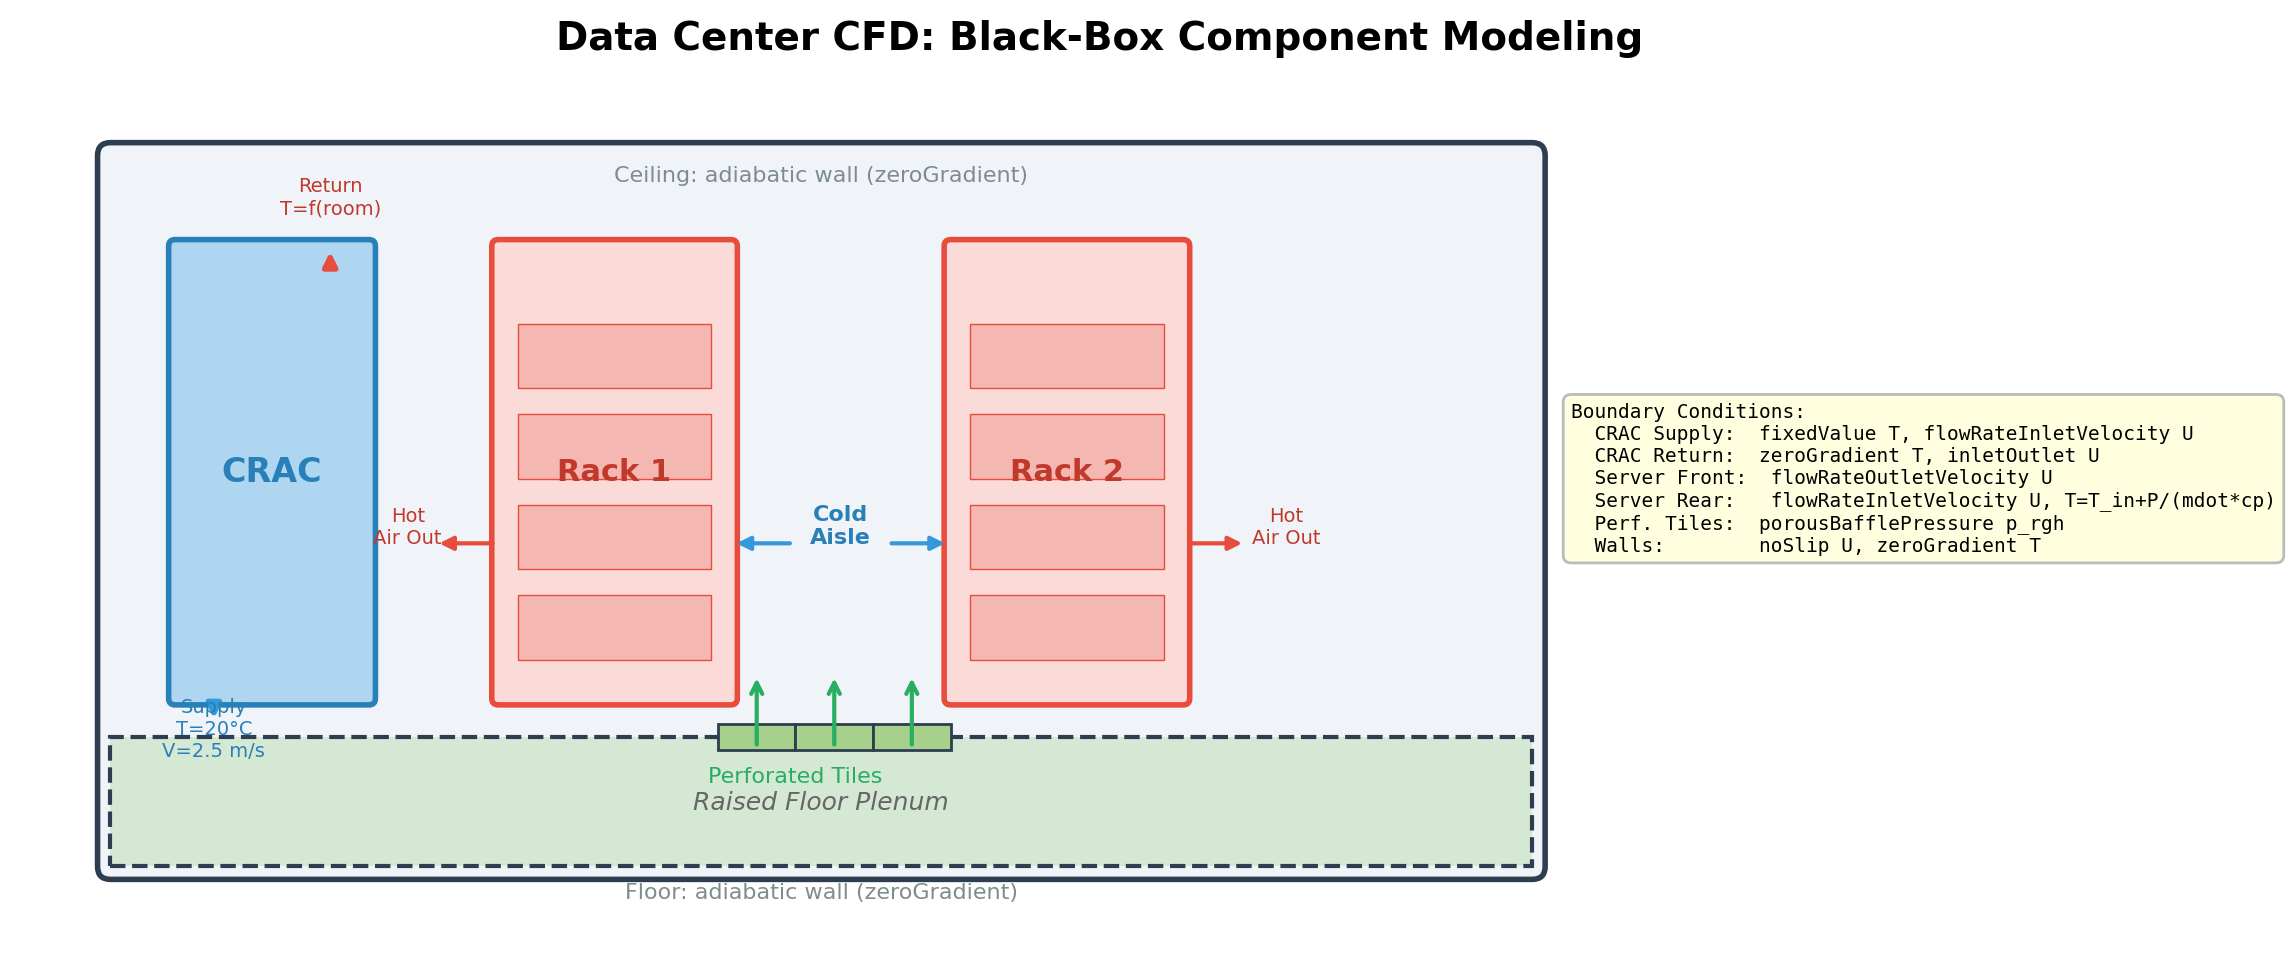 Data Center CFD: Black-Box Component Modeling
Ceiling: adiabatic wall (zeroGradient)
Return
T=f(room)
CRAC
Rack 1
Rack 2
Hot
Air Out
Cold
Aisle
Hot
Air Out
Supply
T=20°C
V=2.5 m/s
Perforated Tiles
Raised Floor Plenum
Floor: adiabatic wall (zeroGradient)
Boundary Conditions:
CRAC Supply:  fixedValue T, flowRateInletVelocity U
CRAC Return:  zeroGradient T, inletOutlet U
Server Front:  flowRateOutletVelocity U
Server Rear:   flowRateInletVelocity U, T=T_in+P/(mdot*cp)
Perf. Tiles:  porousBafflePressure p_rgh
Walls:        noSlip U, zeroGradient T